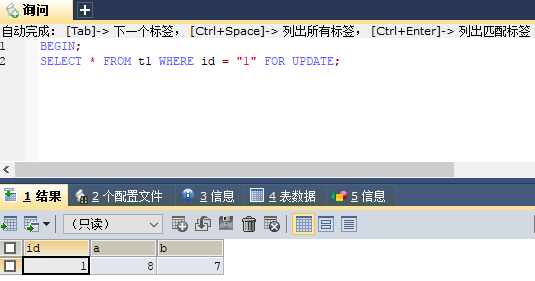 询问
自动完成： [Tab]-> 下一个标签， [Ctrl+Space]-> 列出所有标签， [Ctrl+Enter]-> 列出匹配标签
1 BEGIN;
2 SELECT * FROM t1 WHERE id = "1" FOR UPDATE;
1 结果 2 个配置文件 3 信息 4 表数据 5 信息
（只读）
id a b
1 8 7